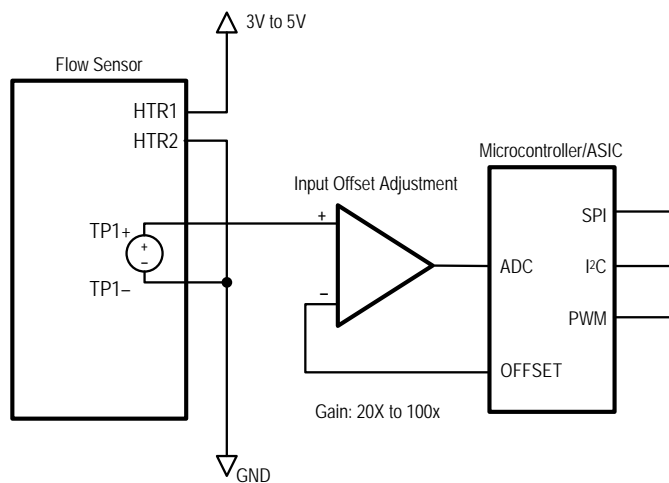 3V to 5V
Flow Sensor
HTR1
HTR2
Microcontroller/ASIC
Input Offset Adjustment
SPI
+
TP1+
+
−
ADC
I²C
TP1−
−
PWM
OFFSET
Gain: 20X to 100x
GND